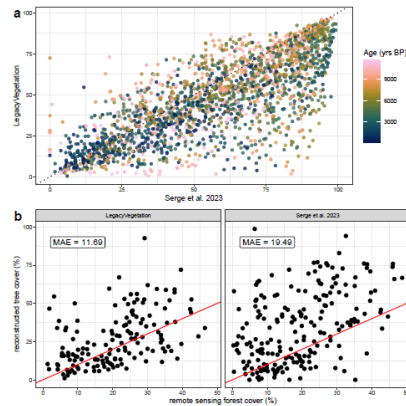 a
100
75
50
25
0
LegacyVegetation
0 25 50 75 100
Serge et al. 2023
Age (yrs BP)
9000
6000
3000
b
LegacyVegetation Serge et al. 2023
MAE = 11.69 MAE = 19.49
100
75
50
25
0
reconstructed tree cover (%)
0 10 20 30 40 50 0 10 20 30 40 50
remote sensing forest cover (%)